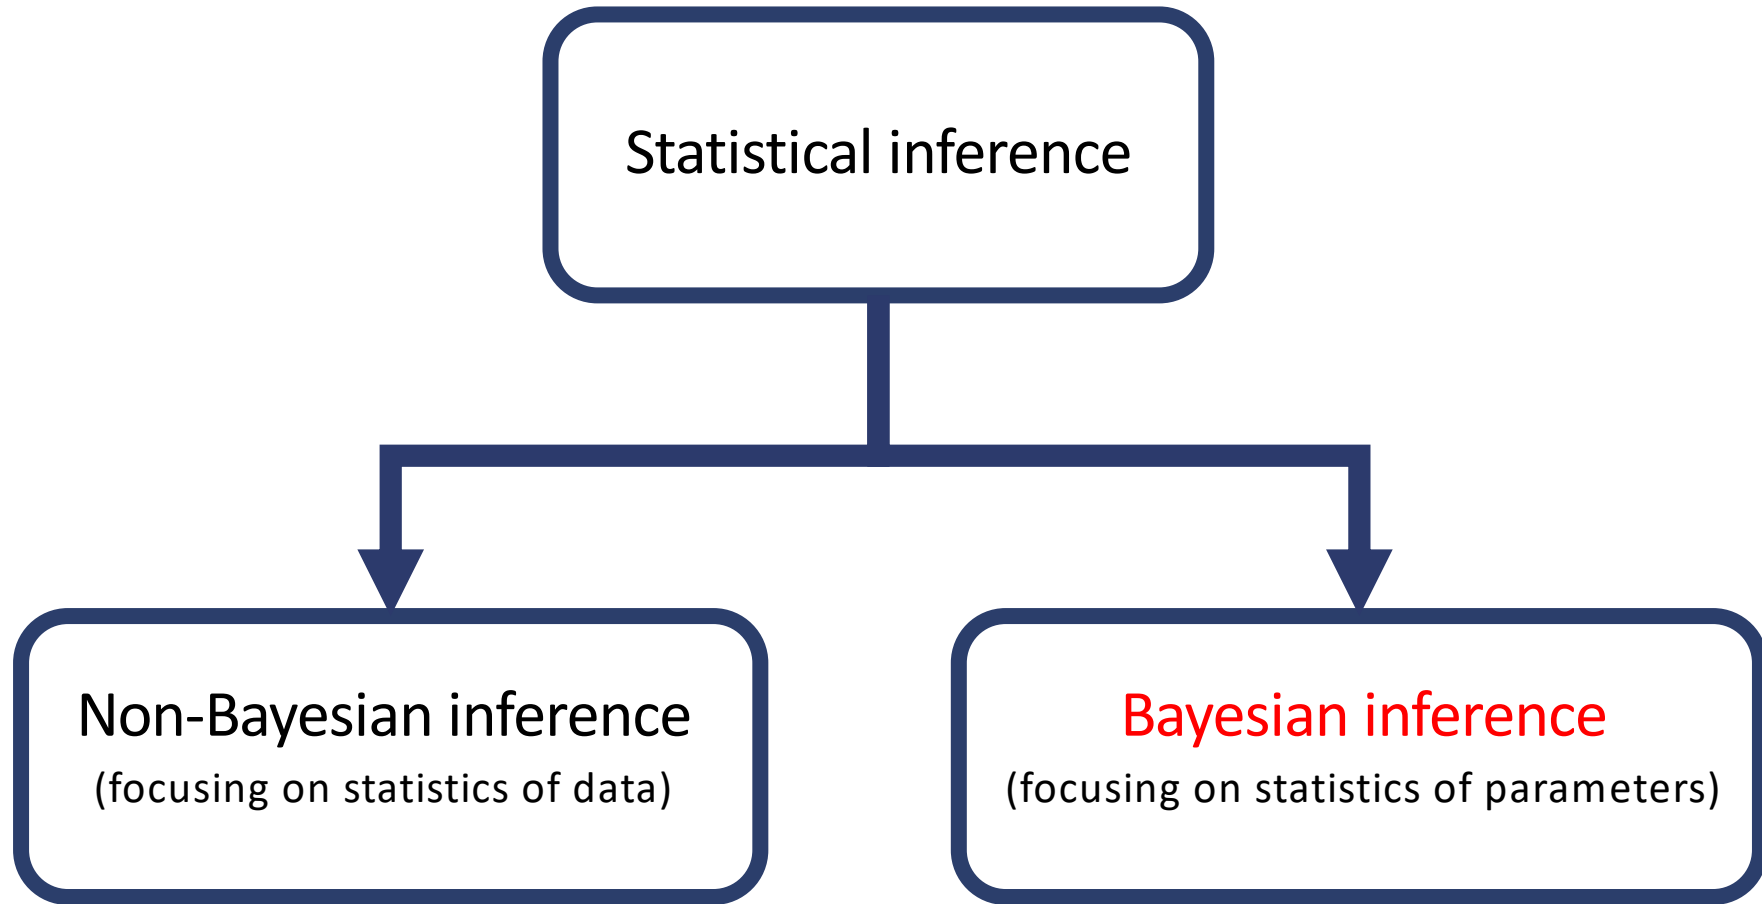 Statistical inference
Non-Bayesian inference
(focusing on statistics of data)
Bayesian inference
(focusing on statistics of parameters)